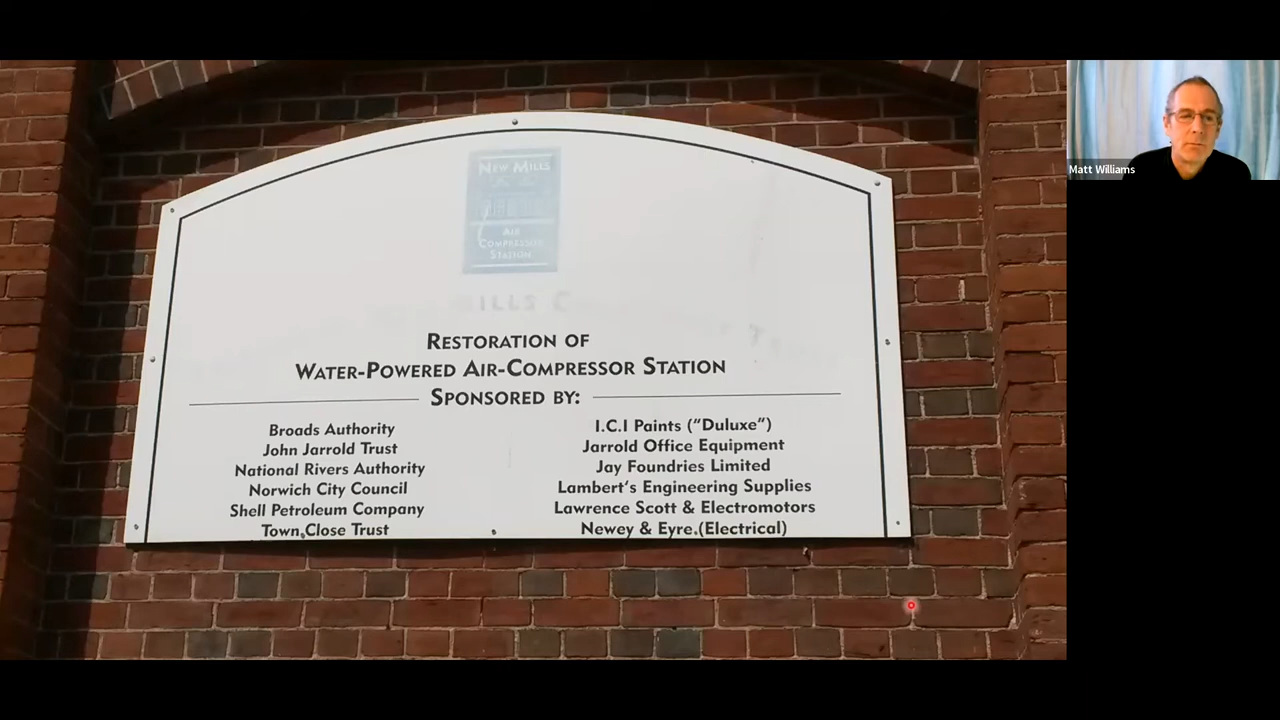 New Mills
Air
Compressor
Station
Restoration of
Water-Powered Air-Compressor Station
Sponsored by:
Broads Authority
John Jarrold Trust
National Rivers Authority
Norwich City Council
Shell Petroleum Company
Town Close Trust
I.C.I Paints ("Duluxe")
Jarrold Office Equipment
Jay Foundries Limited
Lambert's Engineering Supplies
Lawrence Scott & Electromotors
Newey & Eyre (Electrical)
Matt Williams